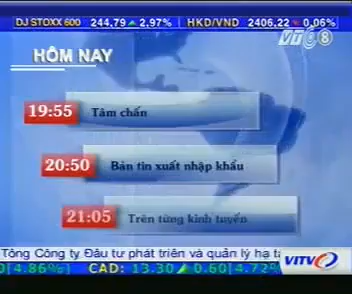 DJ STOXX 600 244,79 2,97% HKD/VND 2406,22 0,06%
VTC8
HÔM NAY
19:55 Tâm chấn
20:50 Bản tin xuất nhập khẩu
21:05 Trên từng kinh tuyến
Tổng Công ty Đầu tư phát triển và quản lý hạ tầ
VITV
0[4.86%] CAD: 13.30 0.60[4.72%